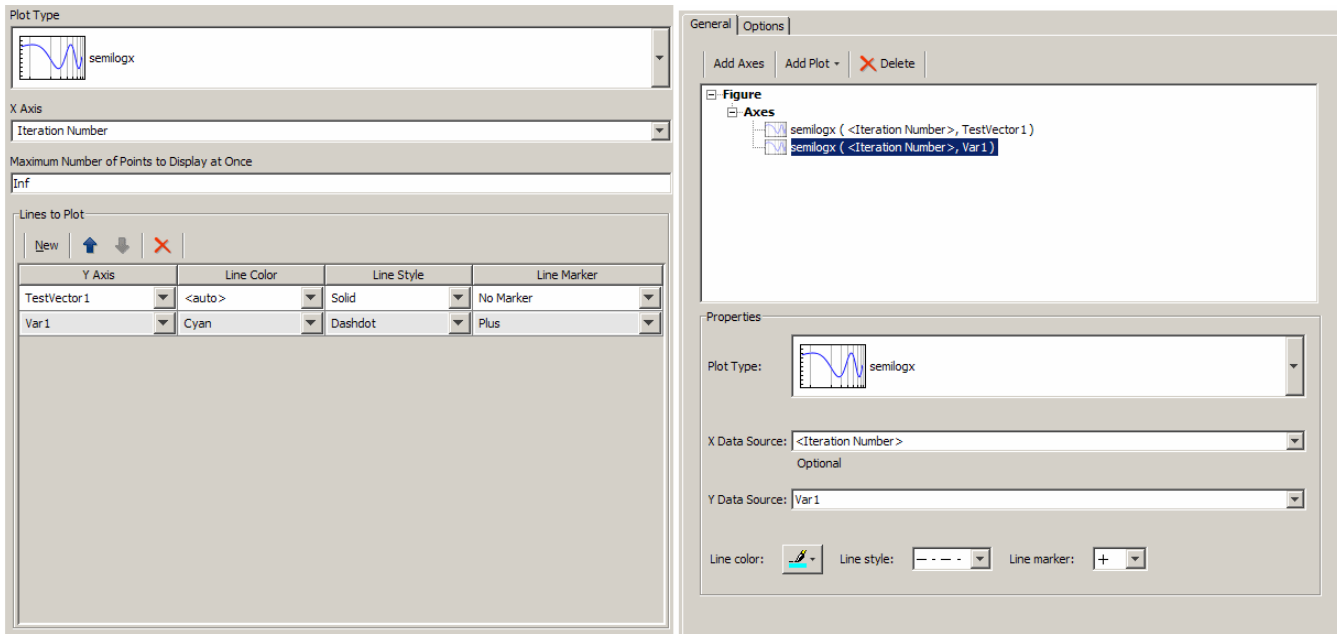 Plot Type
semilogx
X Axis
Iteration Number
Maximum Number of Points to Display at Once
Inf
Lines to Plot
New
Y Axis Line Color Line Style Line Marker
TestVector1 <auto> Solid No Marker
Var1 Cyan Dashdot Plus
General Options
Add Axes Add Plot Delete
Figure
Axes
semilogx ( <Iteration Number>, TestVector1 )
semilogx ( <Iteration Number>, Var1 )
Properties
Plot Type: semilogx
X Data Source: <Iteration Number>
Optional
Y Data Source: Var1
Line color: Line style: Line marker: +